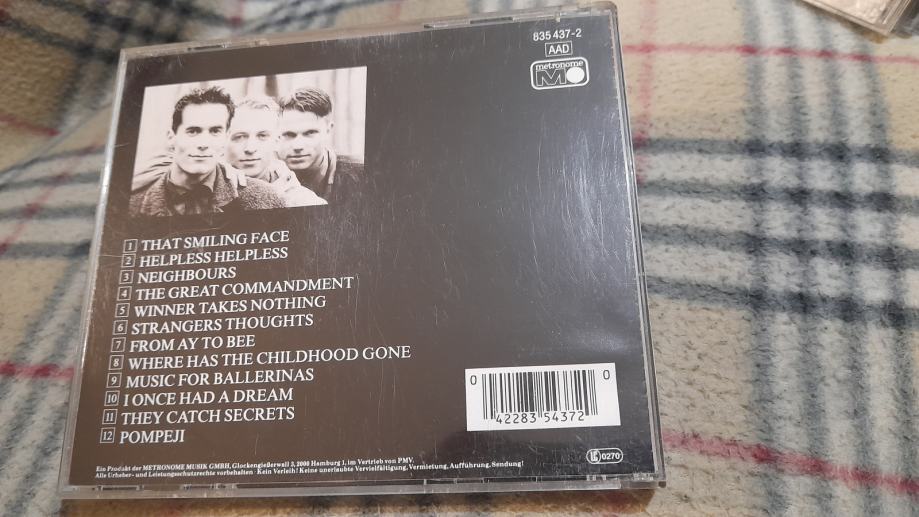 835 437-2
AAD
metronome
1 THAT SMILING FACE
2 HELPLESS HELPLESS
3 NEIGHBOURS
4 THE GREAT COMMANDMENT
5 WINNER TAKES NOTHING
6 STRANGERS THOUGHTS
7 FROM AY TO BEE
8 WHERE HAS THE CHILDHOOD GONE
9 MUSIC FOR BALLERINAS
10 I ONCE HAD A DREAM
11 THEY CATCH SECRETS
12 POMPEJI
0 42283 54372 0
Ein Produkt der METRONOME MUSIK GMBH, Glockengießerwall 3, 2000 Hamburg 1, im Vertrieb von PMV.
Alle Urheber- und Leistungsschutzrechte vorbehalten · Kein Verleih! Keine unerlaubte Vervielfältigung, Vermietung, Aufführung, Sendung!
LC 0270